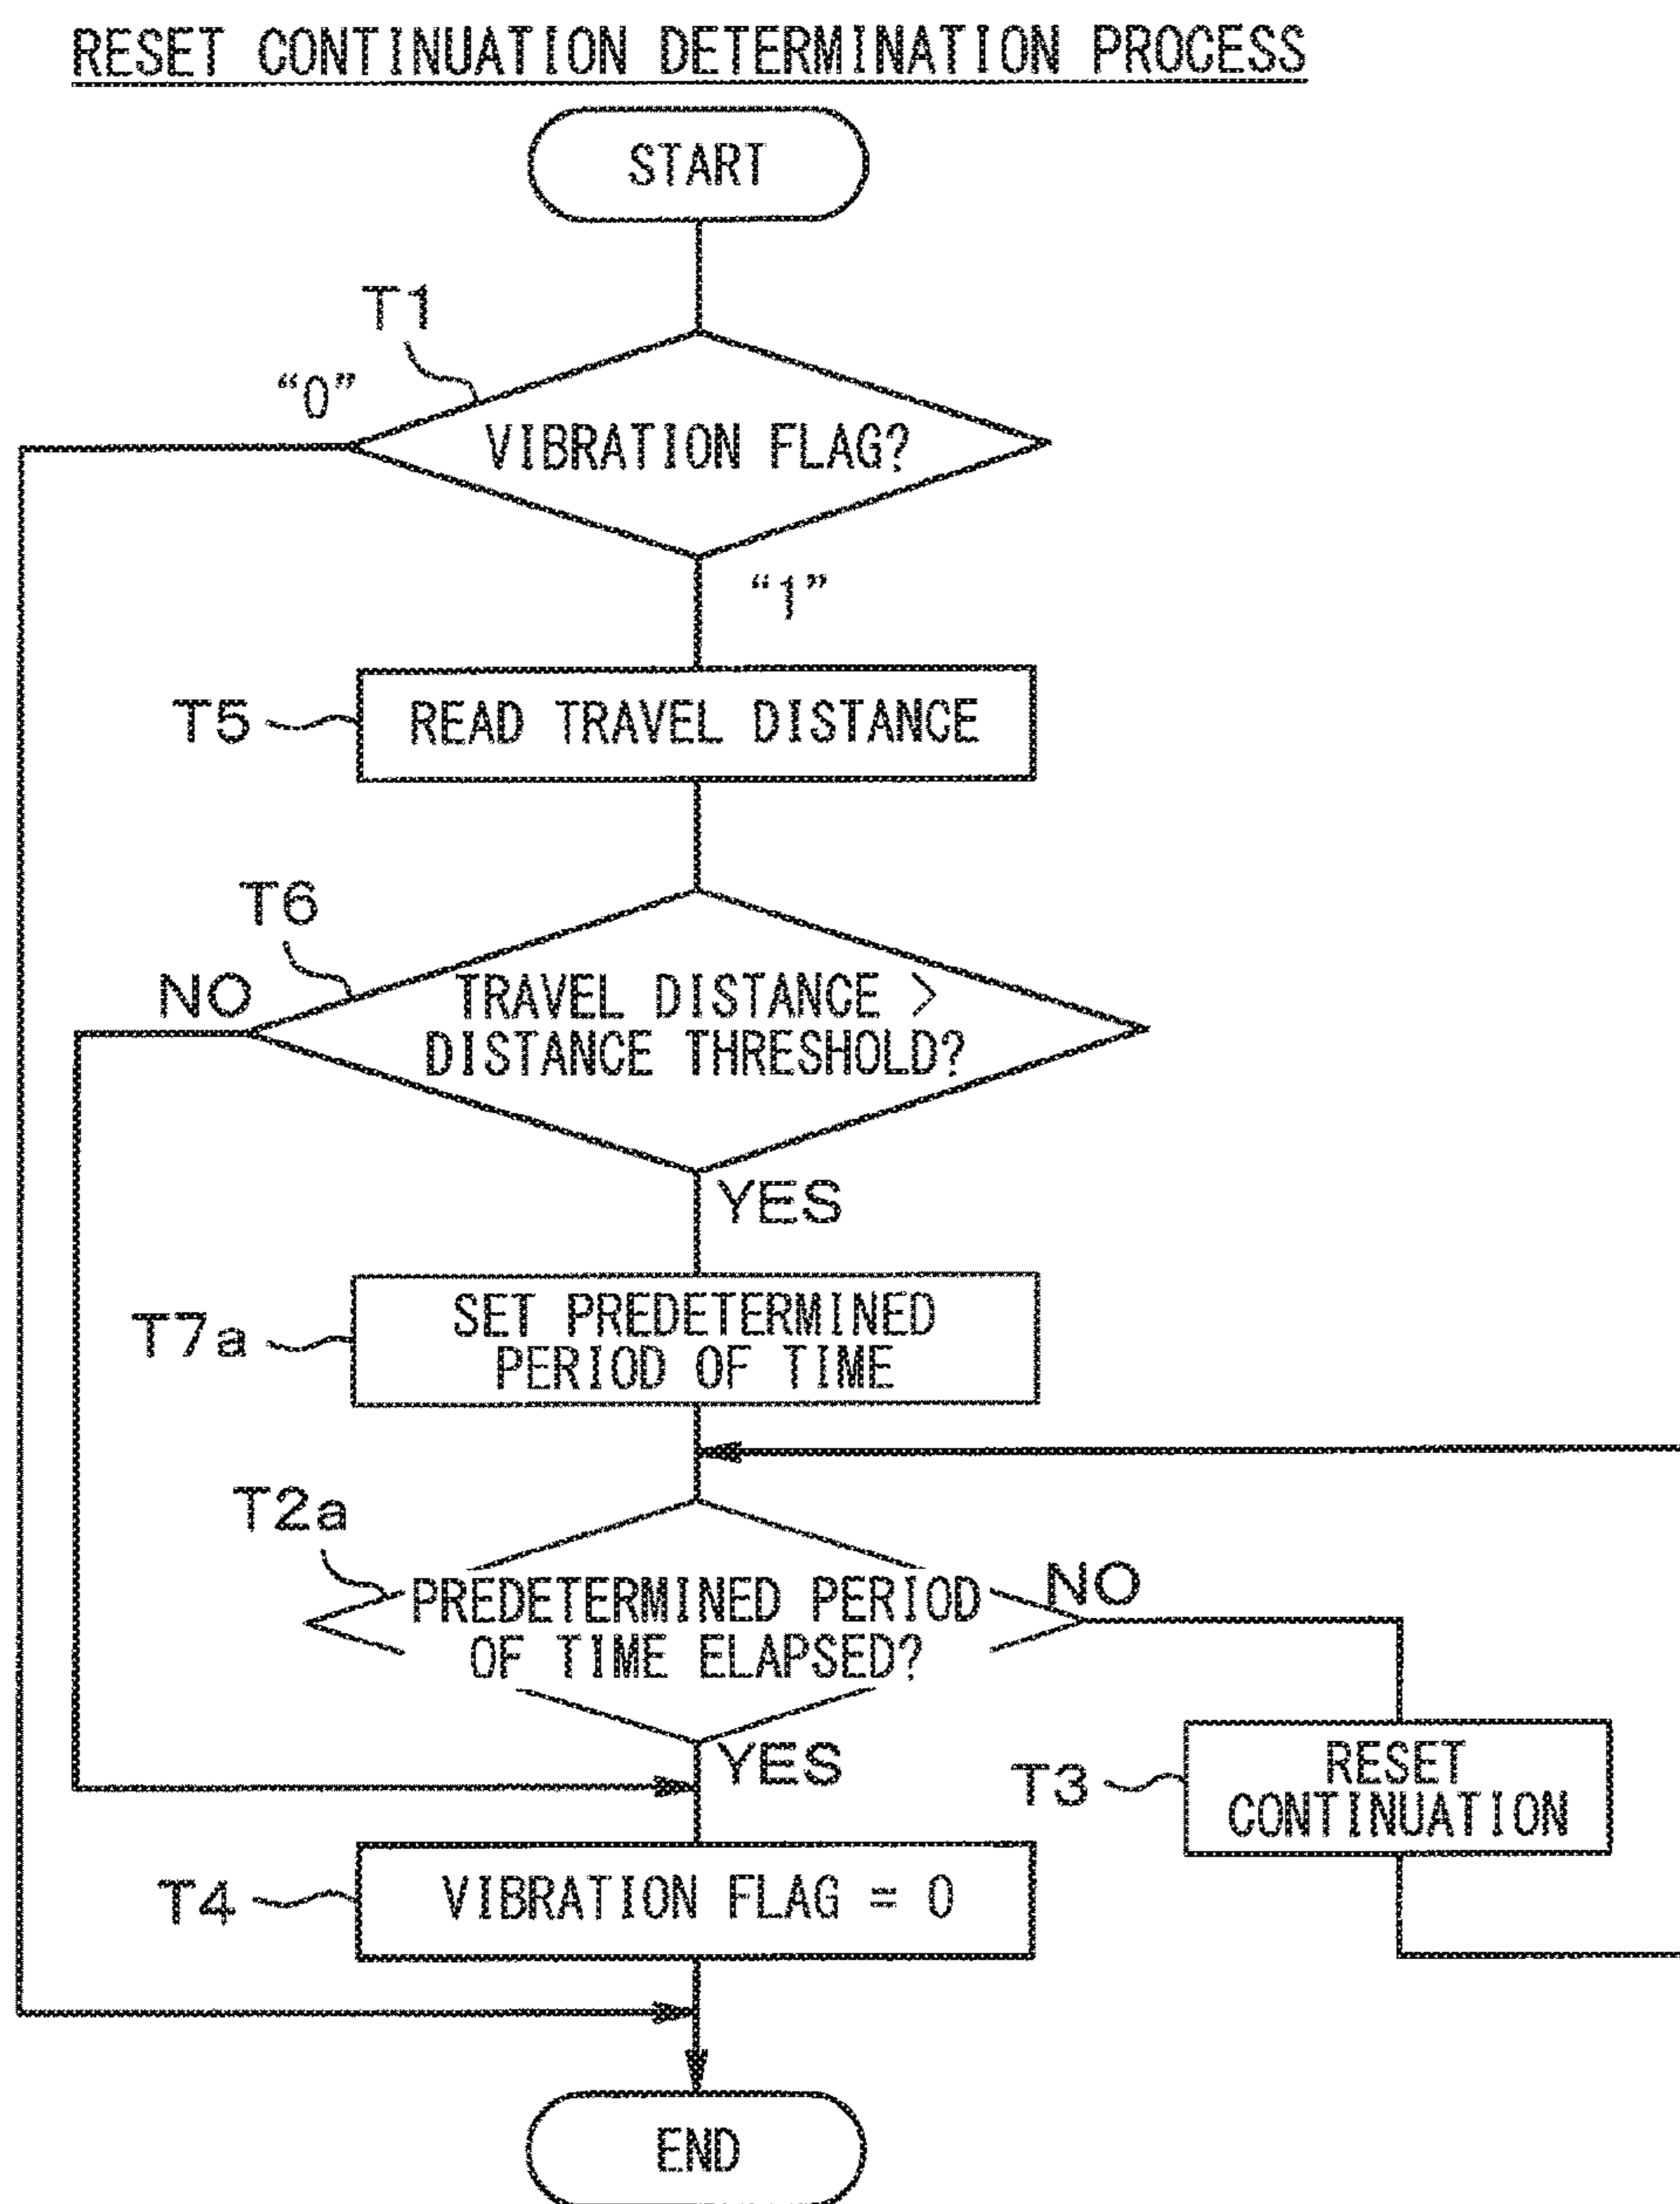 RESET CONTINUATION DETERMINATION PROCESS
START
T1
"0"
VIBRATION FLAG?
"1"
T5
READ TRAVEL DISTANCE
T6
NO
TRAVEL DISTANCE >
DISTANCE THRESHOLD?
YES
T7a
SET PREDETERMINED
PERIOD OF TIME
T2a
PREDETERMINED PERIOD
OF TIME ELAPSED?
NO
YES
T3
RESET
CONTINUATION
T4
VIBRATION FLAG = 0
END